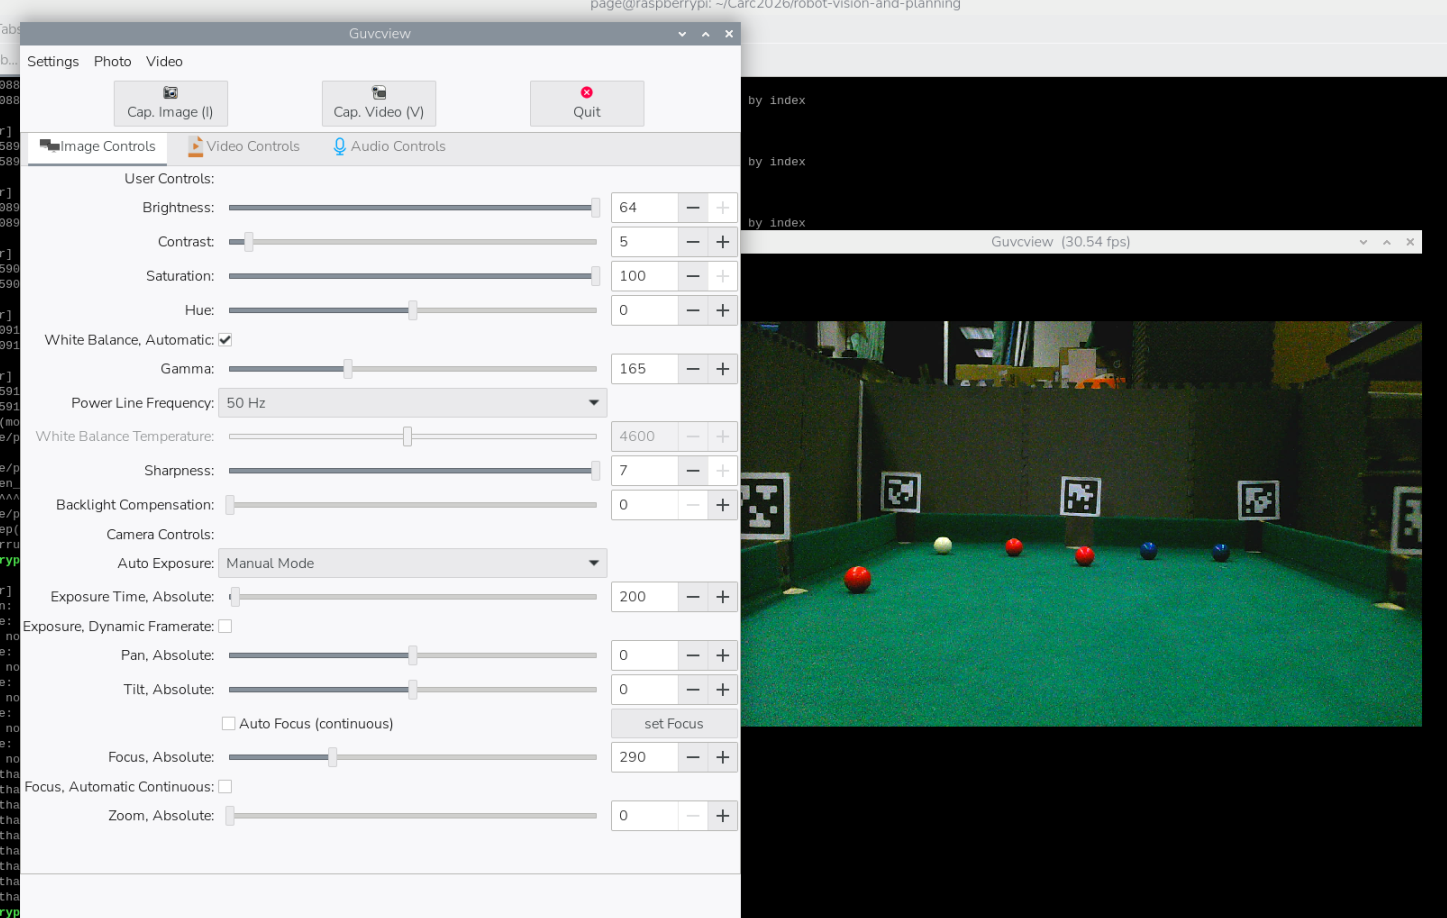 page@raspberrypi: ~/Carc2026/robot-vision-and-planning
Guvcview
Settings Photo Video
Cap. Image (I) Cap. Video (V) Quit
Image Controls Video Controls Audio Controls
User Controls:
Brightness: 64
Contrast: 5
Saturation: 100
Hue: 0
White Balance, Automatic:
Gamma: 165
Power Line Frequency: 50 Hz
White Balance Temperature: 4600
Sharpness: 7
Backlight Compensation: 0
Camera Controls:
Auto Exposure: Manual Mode
Exposure Time, Absolute: 200
Exposure, Dynamic Framerate:
Pan, Absolute: 0
Tilt, Absolute: 0
Auto Focus (continuous) set Focus
Focus, Absolute: 290
Focus, Automatic Continuous:
Zoom, Absolute: 0
by index
by index
by index
Guvcview (30.54 fps)